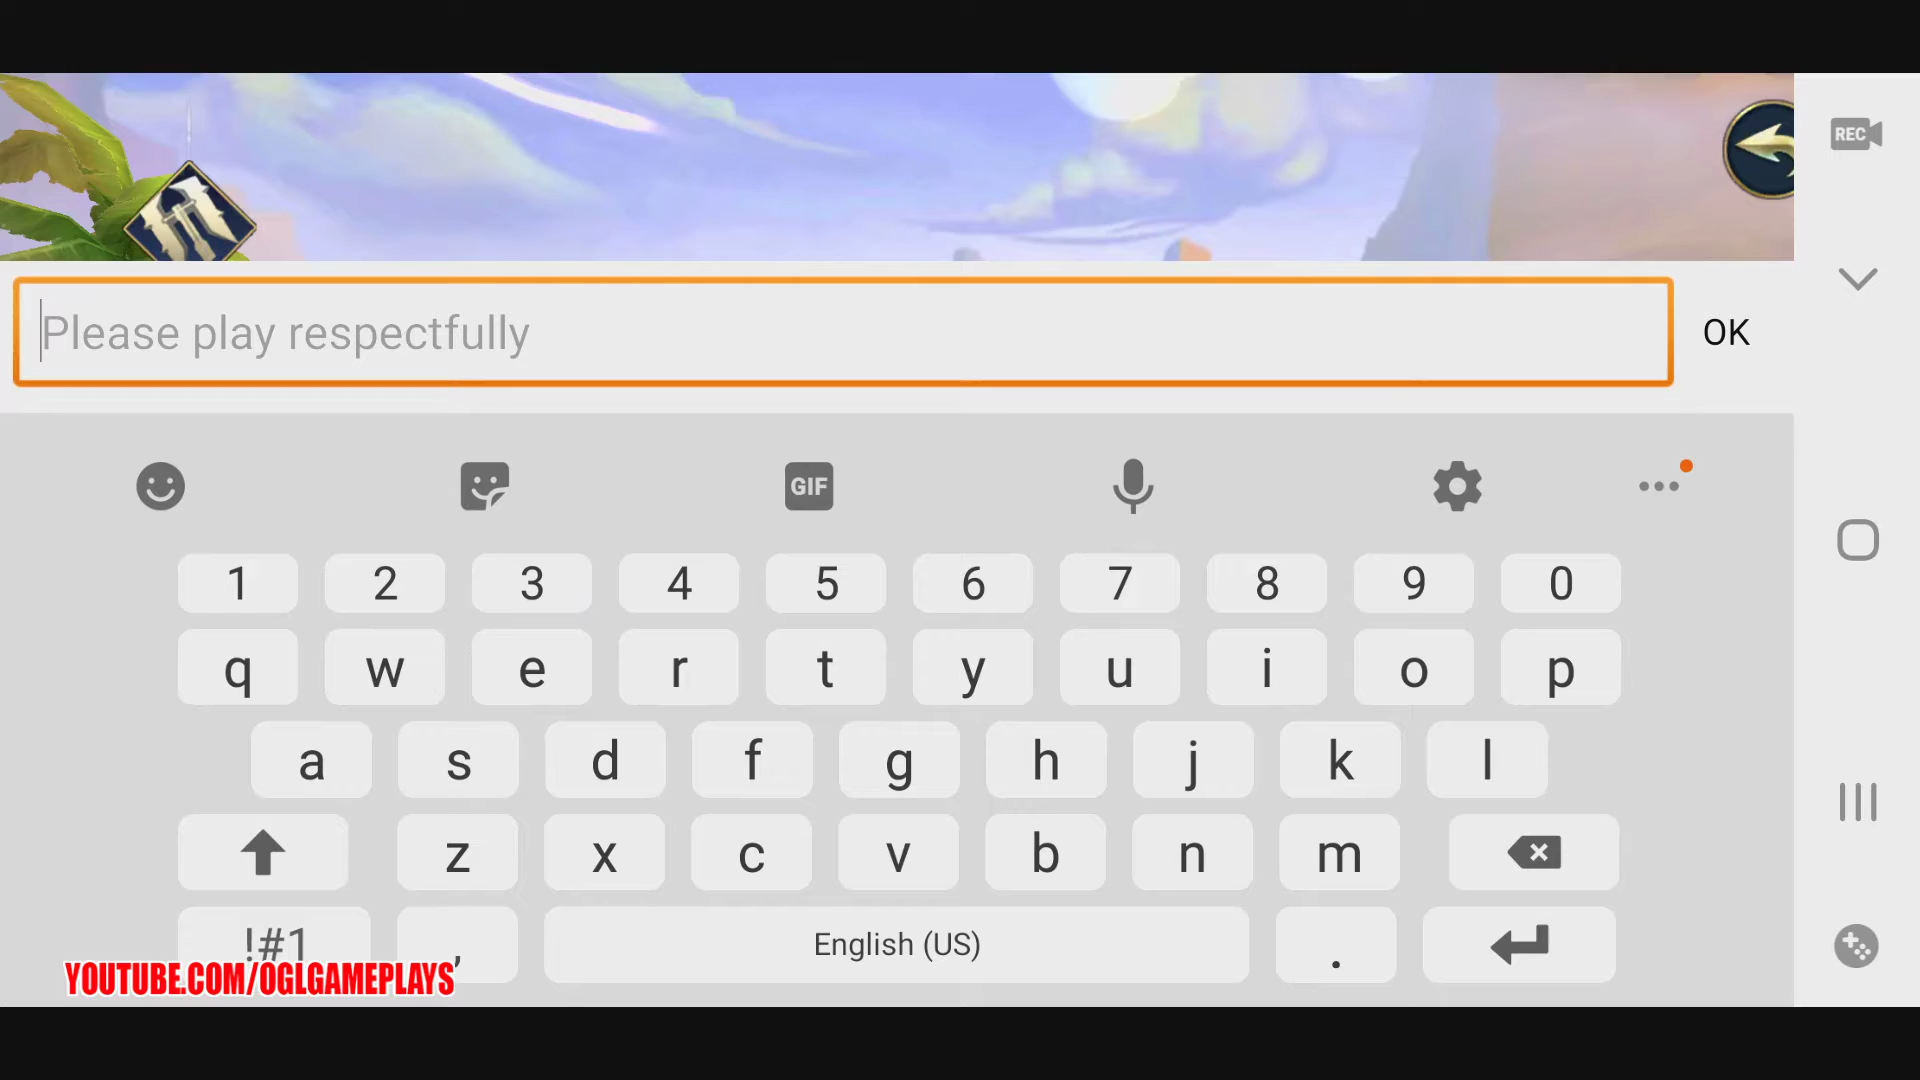 REC
Please play respectfully
OK
GIF
1 2 3 4 5 6 7 8 9 0
q w e r t y u i o p
a s d f g h j k l
z x c v b n m
!#1 , English (US) .
YOUTUBE.COM/OGLGAMEPLAYS